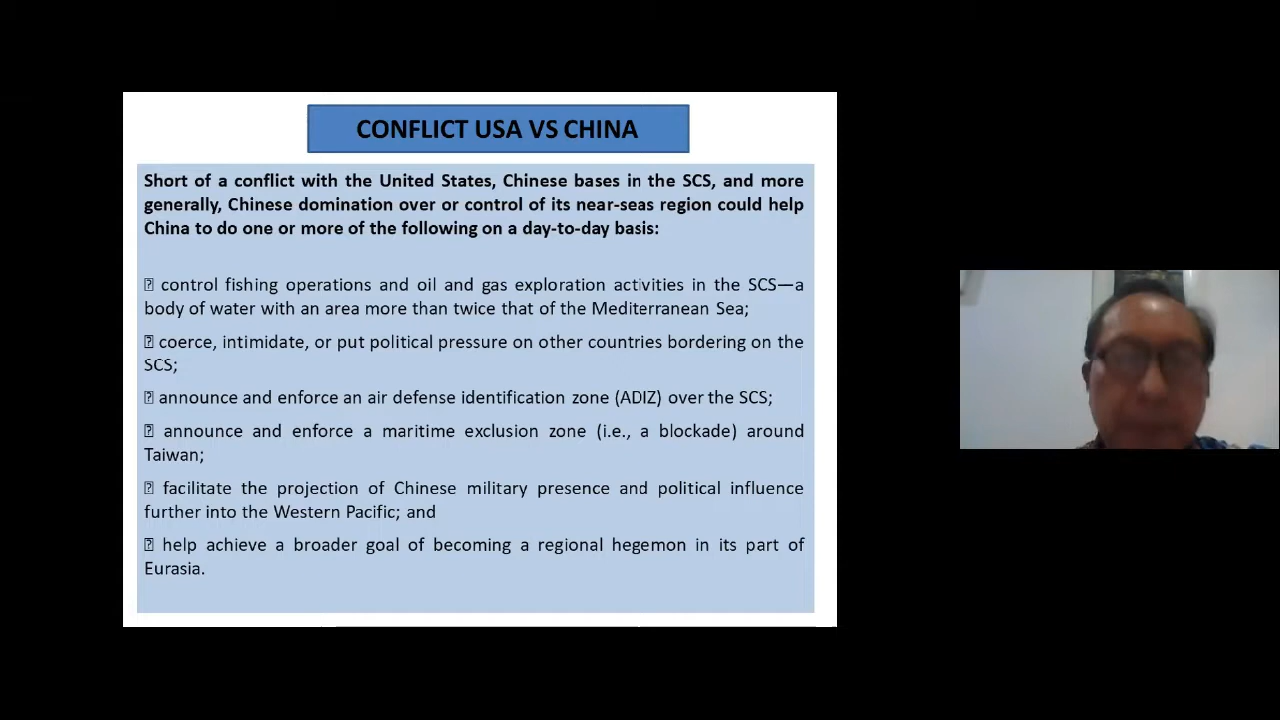 CONFLICT USA VS CHINA
Short of a conflict with the United States, Chinese bases in the SCS, and more
generally, Chinese domination over or control of its near-seas region could help
China to do one or more of the following on a day-to-day basis:
control fishing operations and oil and gas exploration activities in the SCS—a
body of water with an area more than twice that of the Mediterranean Sea;
coerce, intimidate, or put political pressure on other countries bordering on the
SCS;
announce and enforce an air defense identification zone (ADIZ) over the SCS;
announce and enforce a maritime exclusion zone (i.e., a blockade) around
Taiwan;
facilitate the projection of Chinese military presence and political influence
further into the Western Pacific; and
help achieve a broader goal of becoming a regional hegemon in its part of
Eurasia.